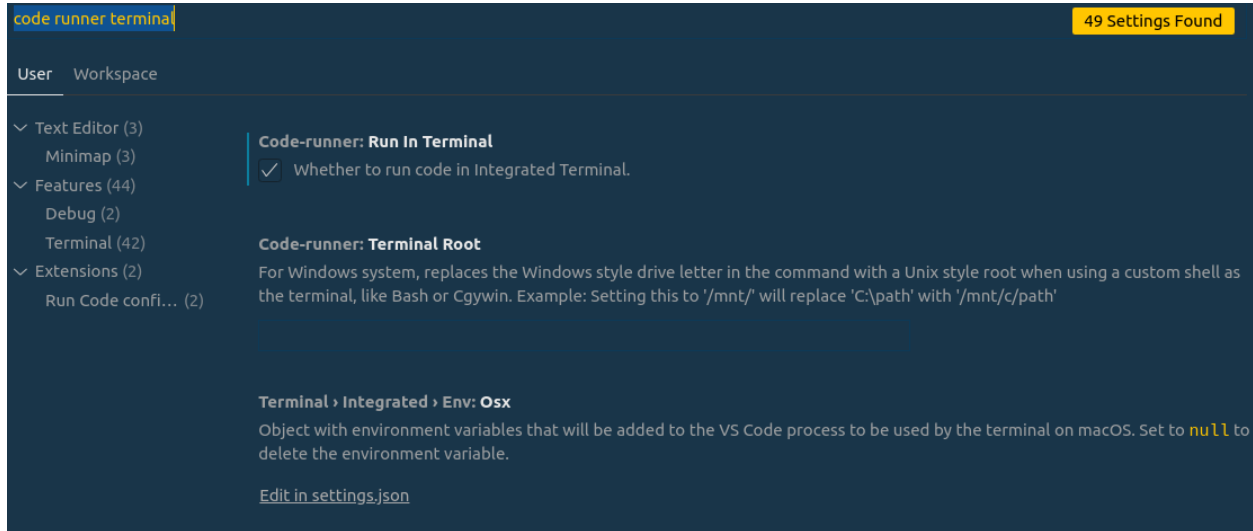 code runner terminal
49 Settings Found
User Workspace
Text Editor (3)
Minimap (3)
Features (44)
Debug (2)
Terminal (42)
Extensions (2)
Run Code confi... (2)
Code-runner: Run In Terminal
Whether to run code in Integrated Terminal.
Code-runner: Terminal Root
For Windows system, replaces the Windows style drive letter in the command with a Unix style root when using a custom shell as
the terminal, like Bash or Cgywin. Example: Setting this to '/mnt/' will replace 'C:\path' with '/mnt/c/path'
Terminal › Integrated › Env: Osx
Object with environment variables that will be added to the VS Code process to be used by the terminal on macOS. Set to null to
delete the environment variable.
Edit in settings.json